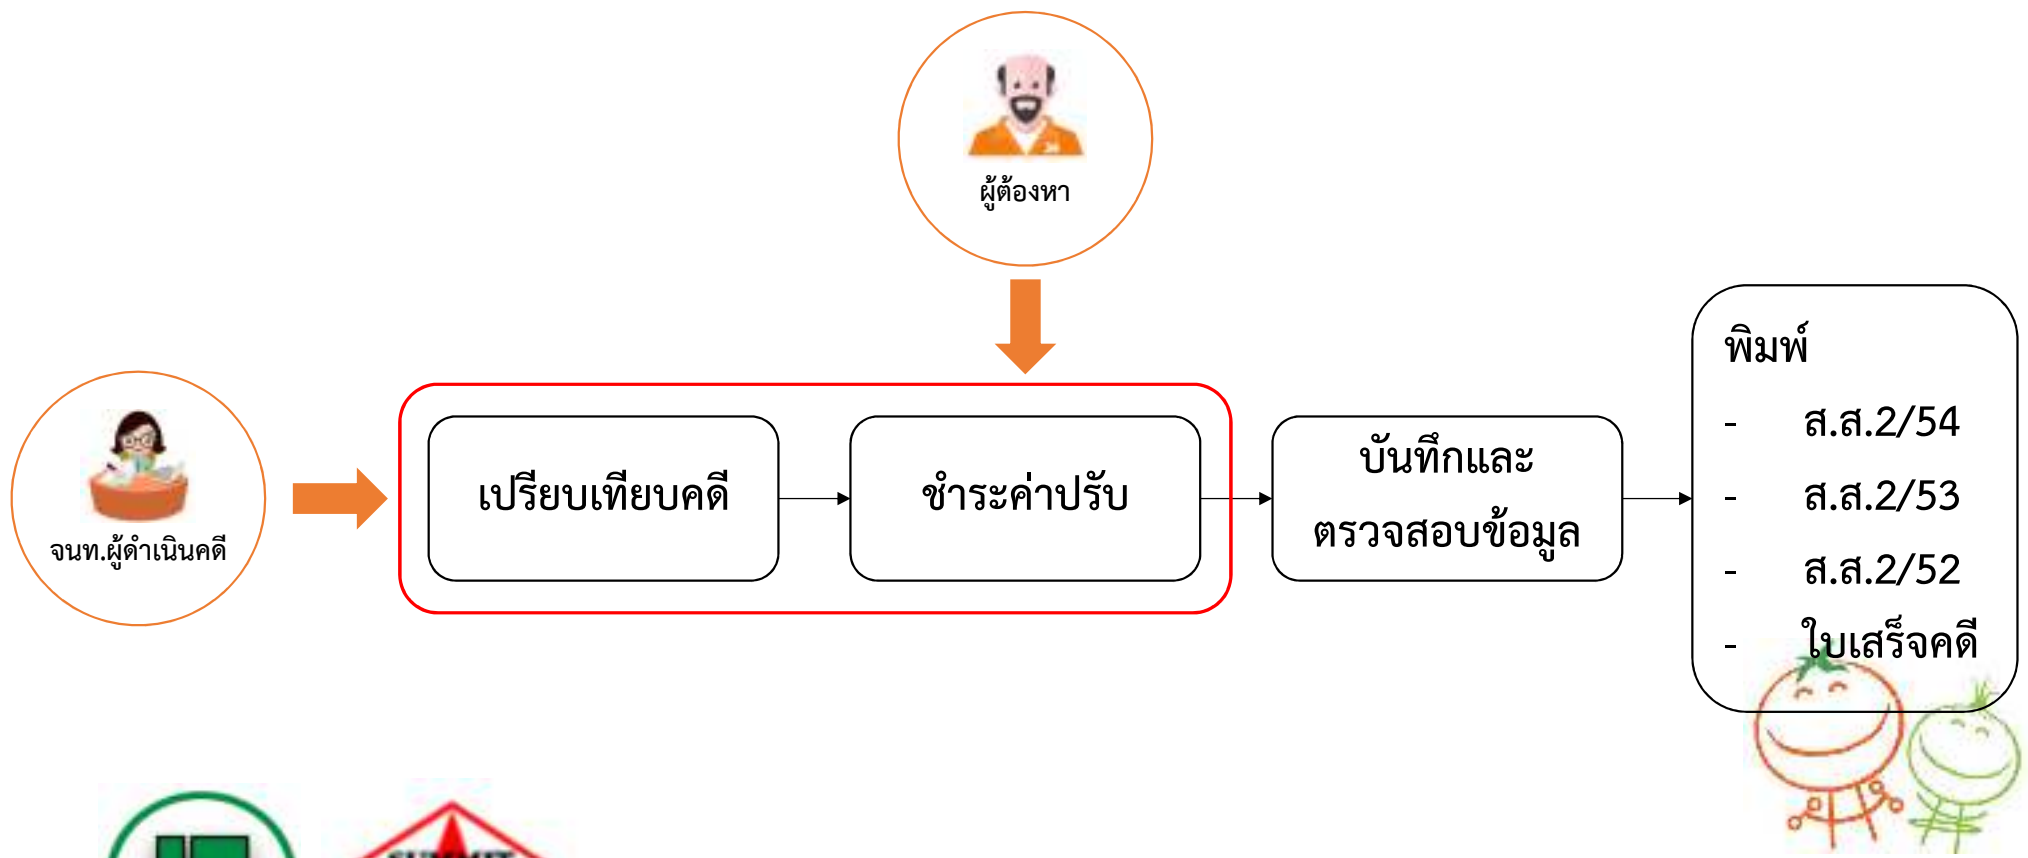 ผู้ต้องหา
จนท.ผู้ดำเนินคดี
เปรียบเทียบคดี
ชำระค่าปรับ
บันทึกและ
ตรวจสอบข้อมูล
พิมพ์
- ส.ส.2/54
- ส.ส.2/53
- ส.ส.2/52
- ใบเสร็จคดี